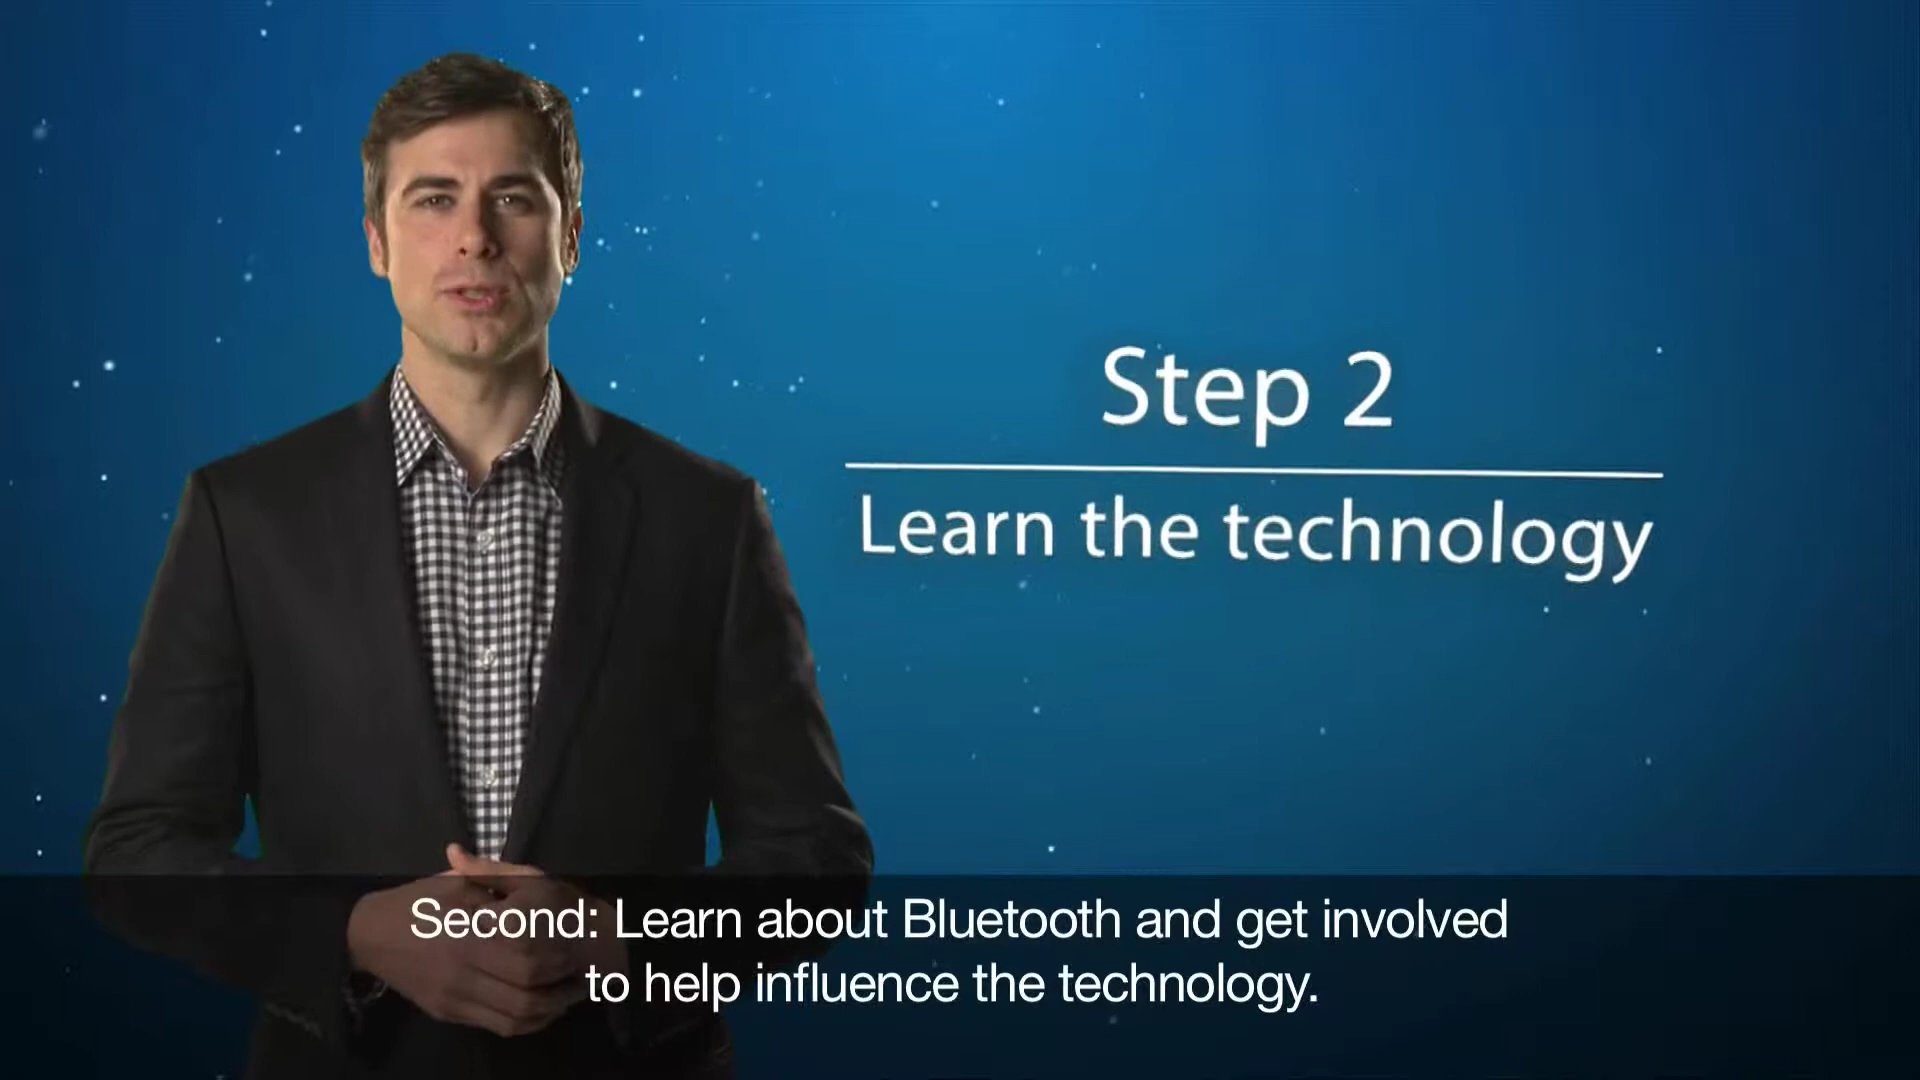 Step 2
Learn the technology
Second: Learn about Bluetooth and get involved
to help influence the technology.